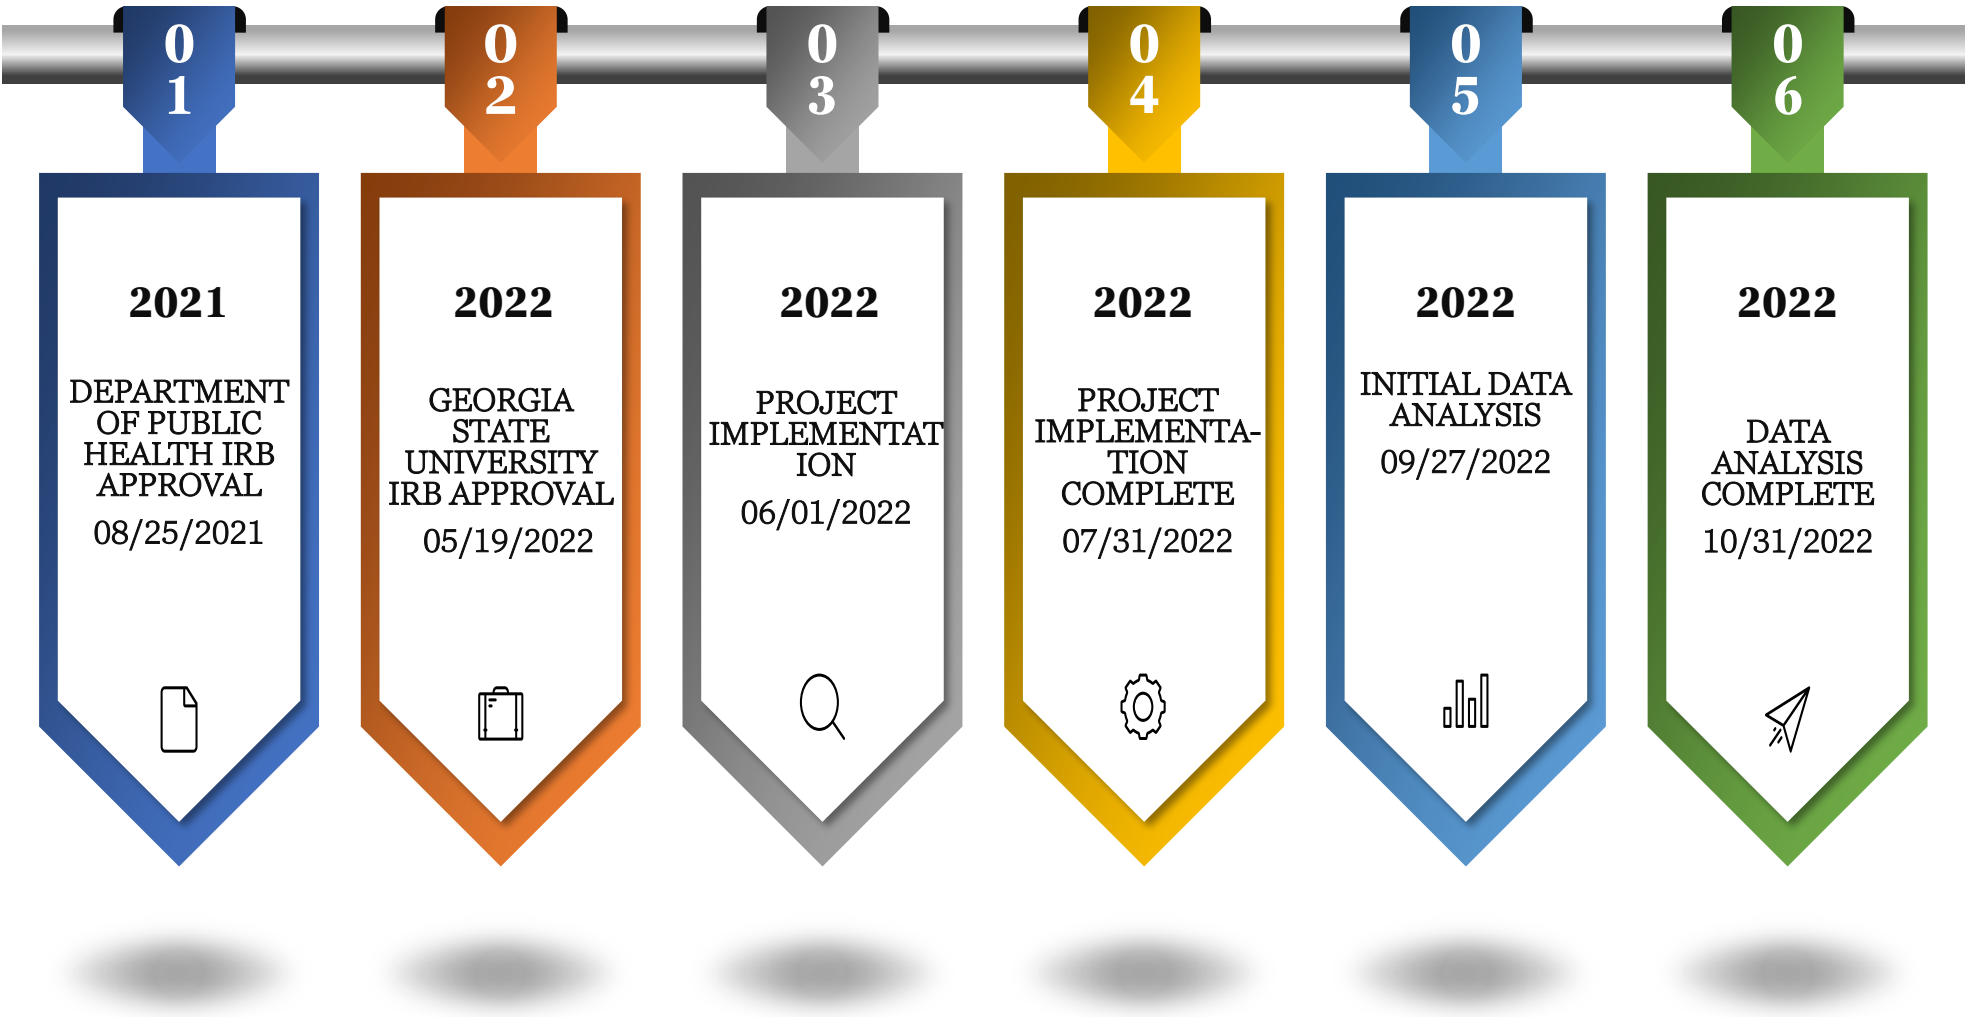 0
1
0
2
0
3
0
4
0
5
0
6
2021
DEPARTMENT
OF PUBLIC
HEALTH IRB
APPROVAL
08/25/2021
2022
GEORGIA
STATE
UNIVERSITY
IRB APPROVAL
05/19/2022
2022
PROJECT
IMPLEMENTAT
ION
06/01/2022
2022
PROJECT
IMPLEMENTA-
TION
COMPLETE
07/31/2022
2022
INITIAL DATA
ANALYSIS
09/27/2022
2022
DATA
ANALYSIS
COMPLETE
10/31/2022